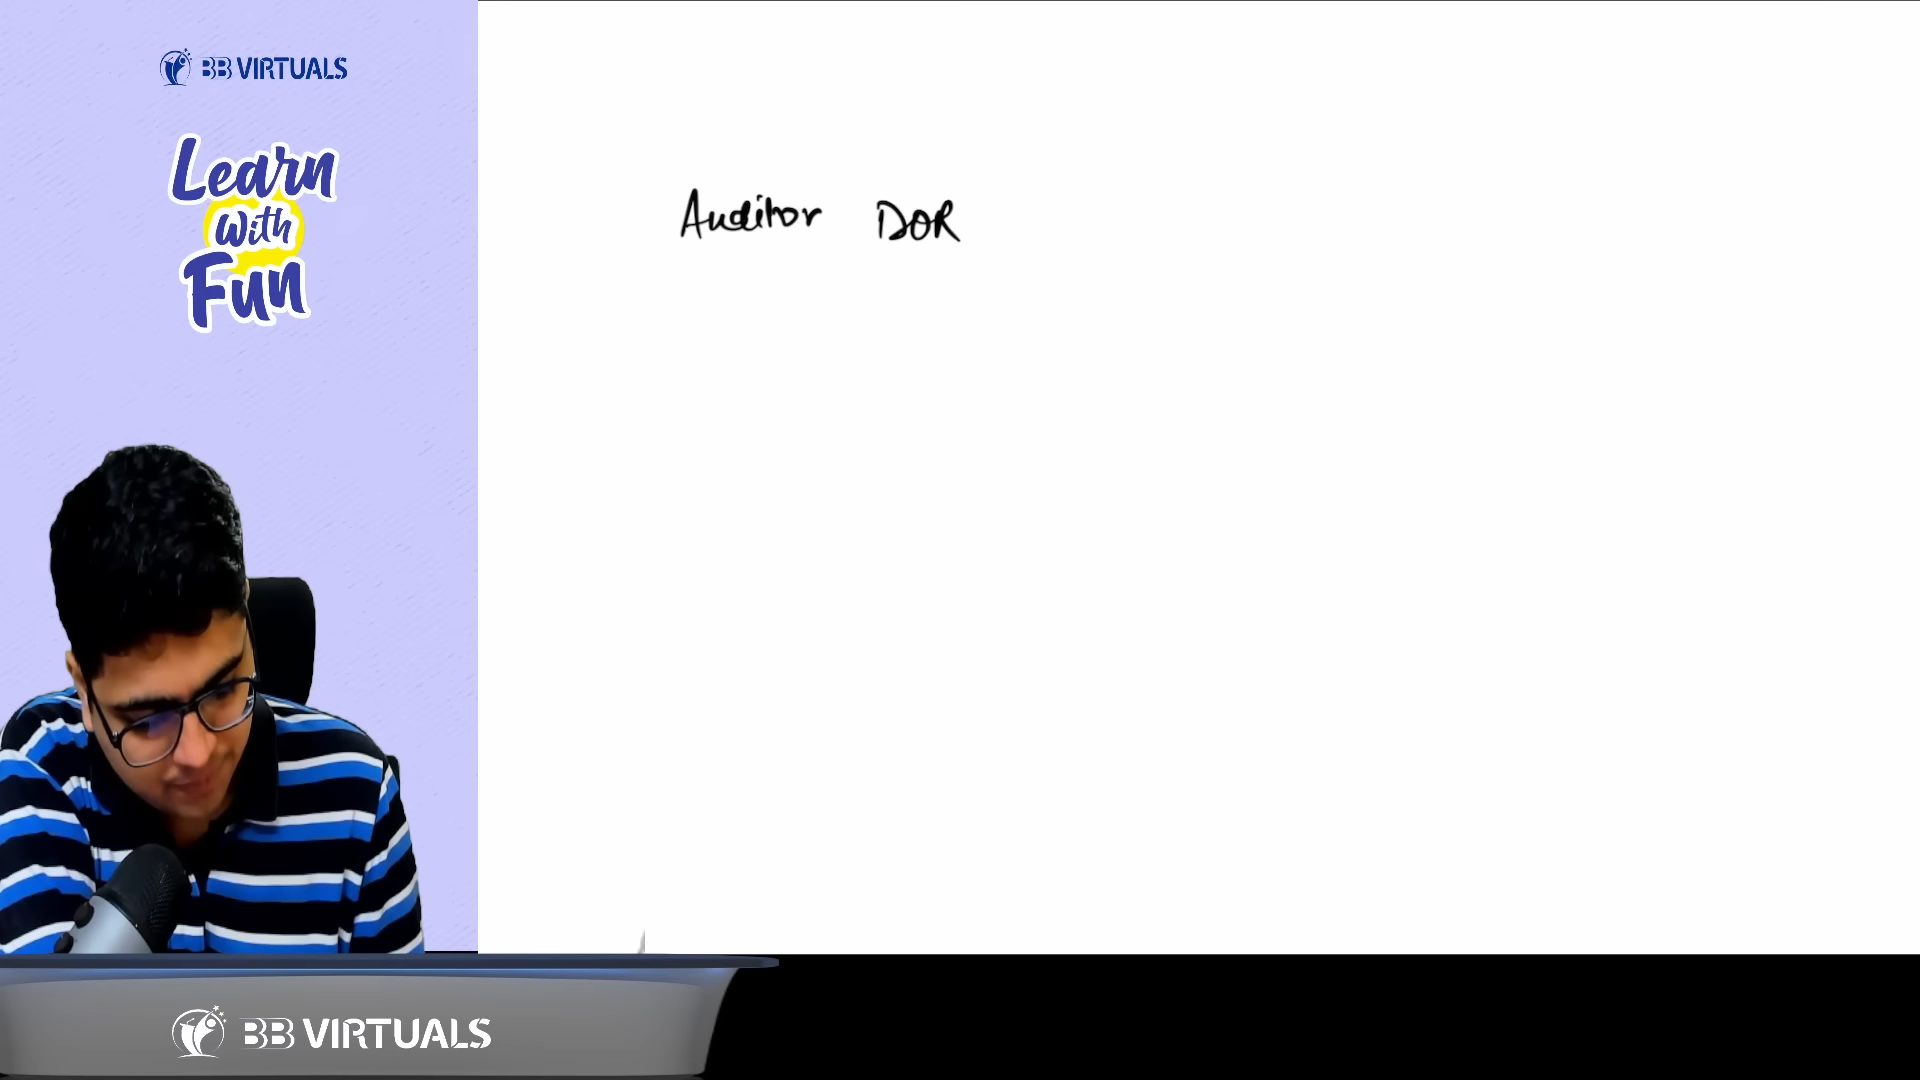 BB VIRTUALS
Learn
With
Fun
Auditor DOR
BB VIRTUALS